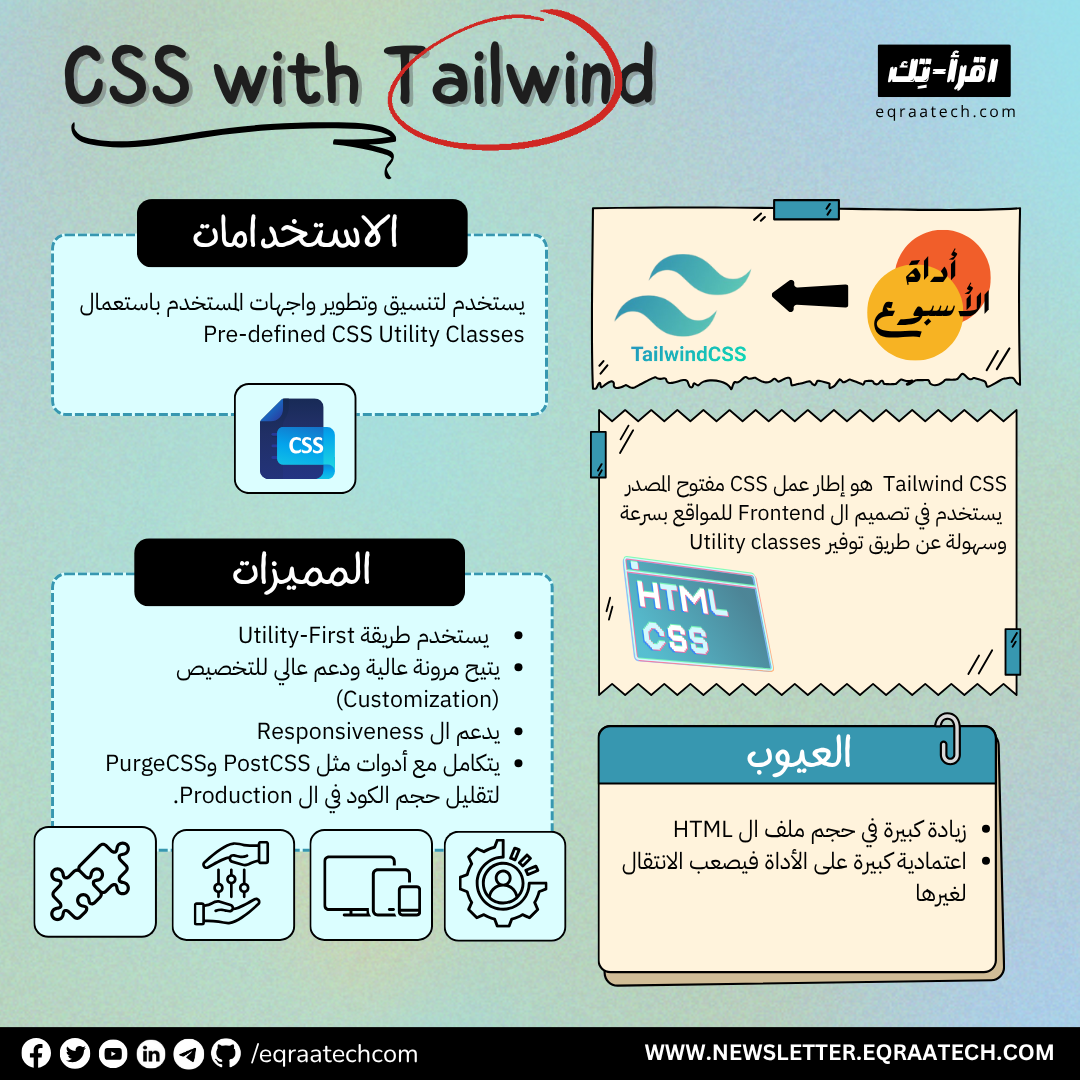 CSS with Tailwind
اقرأ-تِك
eqraatech.com
أداة
الأسبوع
TailwindCSS
Tailwind CSS هو إطار عمل CSS مفتوح المصدر
يستخدم في تصميم ال Frontend للمواقع بسرعة
وسهولة عن طريق توفير Utility classes
HTML
CSS
الاستخدامات
يستخدم لتنسيق وتطوير واجهات المستخدم باستعمال
Pre-defined CSS Utility Classes
CSS
المميزات
• يستخدم طريقة Utility-First
• يتيح مرونة عالية ودعم عالي للتخصيص
(Customization)
• يدعم ال Responsiveness
• يتكامل مع أدوات مثل PostCSS وPurgeCSS
لتقليل حجم الكود في ال Production.
العيوب
• زيادة كبيرة في حجم ملف ال HTML
• اعتمادية كبيرة على الأداة فيصعب الانتقال
لغيرها
/eqraatechcom
WWW.NEWSLETTER.EQRAATECH.COM